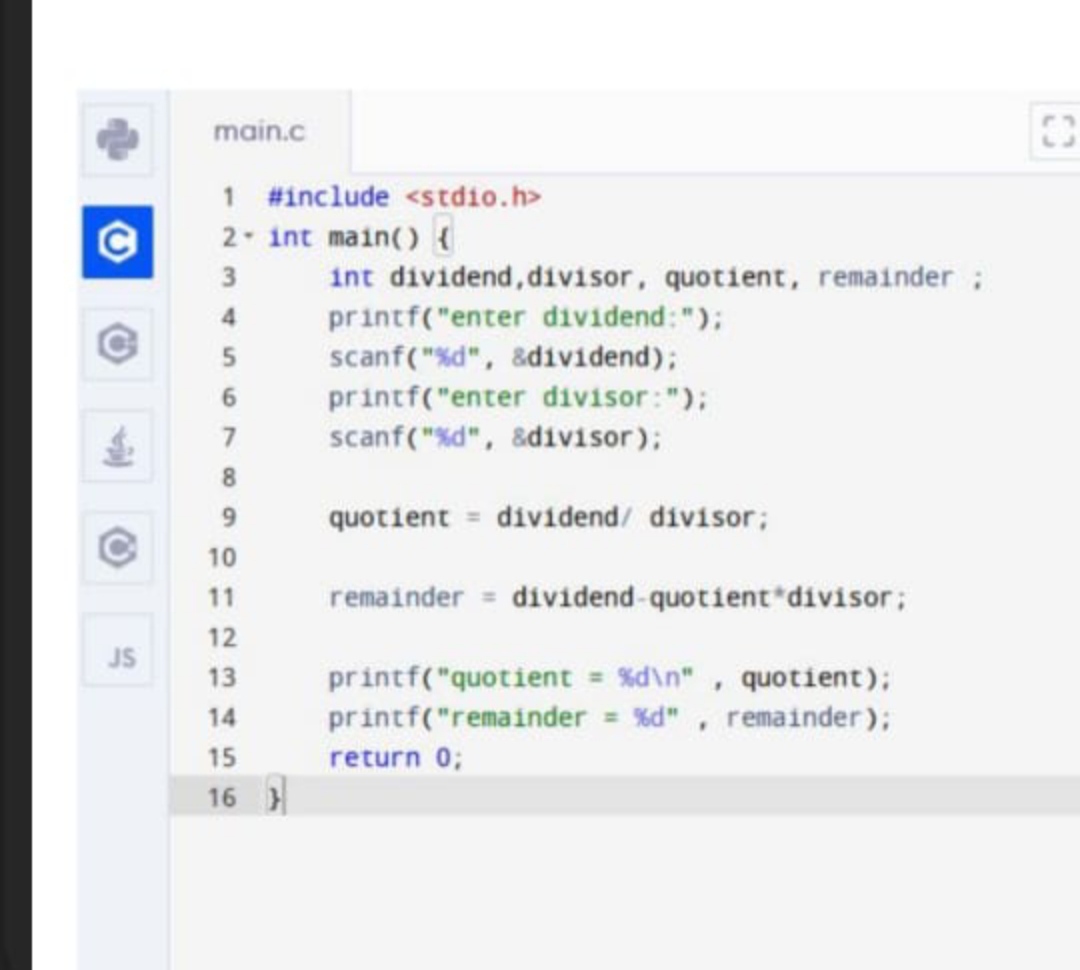 main.c
1 #include <stdio.h>
2 int main() {
3     int dividend,divisor, quotient, remainder ;
4     printf("enter dividend:");
5     scanf("%d", &dividend);
6     printf("enter divisor:");
7     scanf("%d", &divisor);
8
9     quotient = dividend/ divisor;
10
11     remainder = dividend-quotient*divisor;
12
13     printf("quotient = %d\n" , quotient);
14     printf("remainder = %d" , remainder);
15     return 0;
16 }
JS